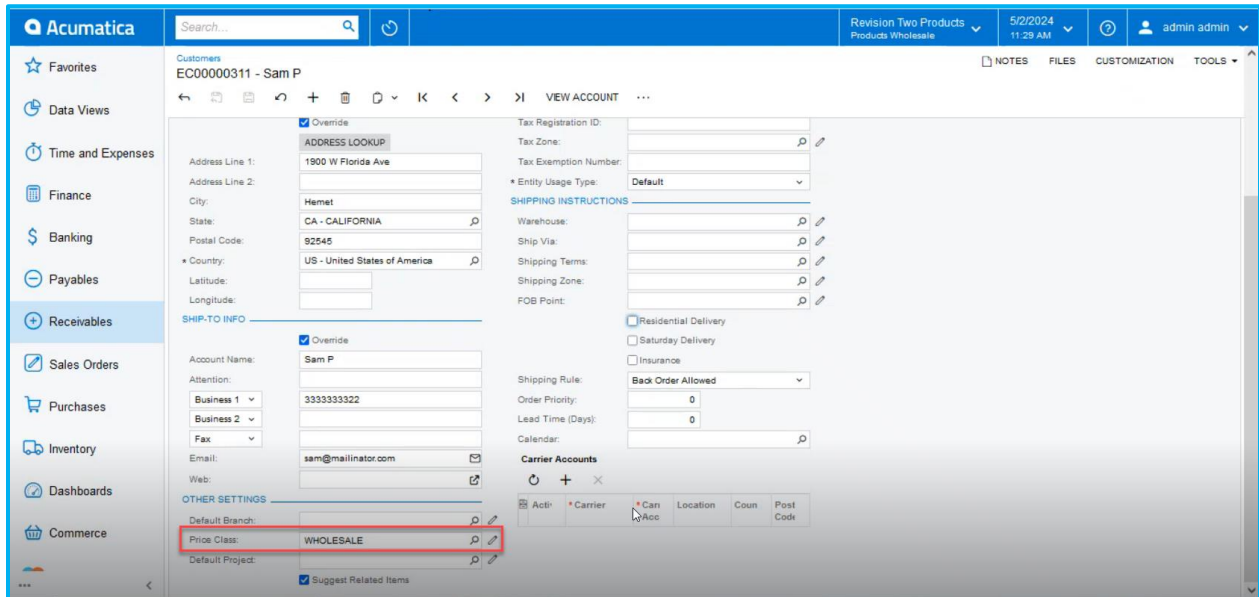 Acumatica
Search...
Revision Two Products
Products Wholesale
5/2/2024
11:29 AM
admin admin
Favorites
Data Views
Time and Expenses
Finance
Banking
Payables
Receivables
Sales Orders
Purchases
Inventory
Dashboards
Commerce
Customers
EC00000311 - Sam P
NOTES FILES CUSTOMIZATION TOOLS
VIEW ACCOUNT
Override
ADDRESS LOOKUP
Address Line 1: 1900 W Florida Ave
Address Line 2:
City: Hemet
State: CA - CALIFORNIA
Postal Code: 92545
* Country: US - United States of America
Latitude:
Longitude:
SHIP-TO INFO
Override
Account Name: Sam P
Attention:
Business 1 3333333322
Business 2
Fax
Email: sam@mailinator.com
Web:
OTHER SETTINGS
Default Branch:
Price Class: WHOLESALE
Default Project:
Suggest Related Items
Tax Registration ID:
Tax Zone:
Tax Exemption Number:
* Entity Usage Type: Default
SHIPPING INSTRUCTIONS
Warehouse:
Ship Via:
Shipping Terms:
Shipping Zone:
FOB Point:
Residential Delivery
Saturday Delivery
Insurance
Shipping Rule: Back Order Allowed
Order Priority: 0
Lead Time (Days): 0
Calendar:
Carrier Accounts
Acti * Carrier * Carr Acc Location Coun Post Code